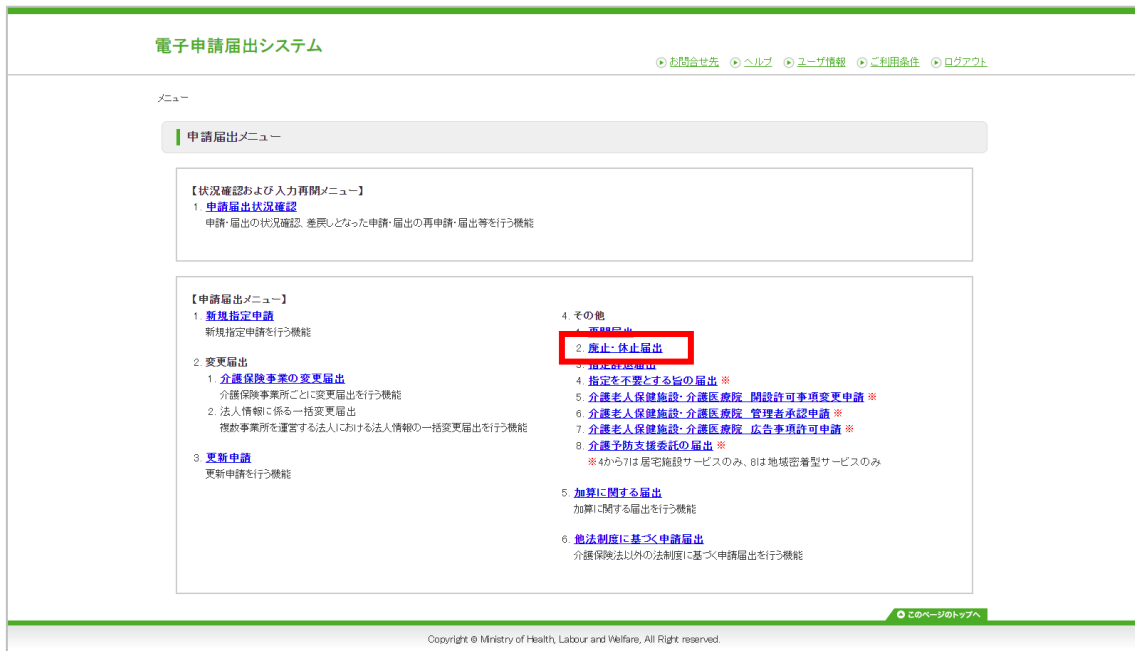 電子申請届出システム
お問合せ先 ヘルプ ユーザ情報 ご利用条件 ログアウト
メニュー
申請届出メニュー
【状況確認および入力再開メニュー】
1. 申請届出状況確認
申請・届出の状況確認、差戻しとなった申請・届出の再申請・届出等を行う機能
【申請届出メニュー】
1. 新規指定申請
新規指定申請を行う機能
2. 変更届出
1. 介護保険事業の変更届出
介護保険事業所ごとに変更届出を行う機能
2. 法人情報に係る一括変更届出
複数事業所を運営する法人における法人情報の一括変更届出を行う機能
3. 更新申請
更新申請を行う機能
4. その他
1. 再開届出
2. 廃止・休止届出
3. 指定辞退届出
4. 指定を不要とする旨の届出 ※
5. 介護老人保健施設・介護医療院 開設許可事項変更申請 ※
6. 介護老人保健施設・介護医療院 管理者承認申請 ※
7. 介護老人保健施設・介護医療院 広告事項許可申請 ※
8. 介護予防支援委託の届出 ※
※4から7は居宅施設サービスのみ、8は地域密着型サービスのみ
5. 加算に関する届出
加算に関する届出を行う機能
6. 他法制度に基づく申請届出
介護保険法以外の法制度に基づく申請届出を行う機能
このページのトップへ
Copyright © Ministry of Health, Labour and Welfare, All Right reserved.